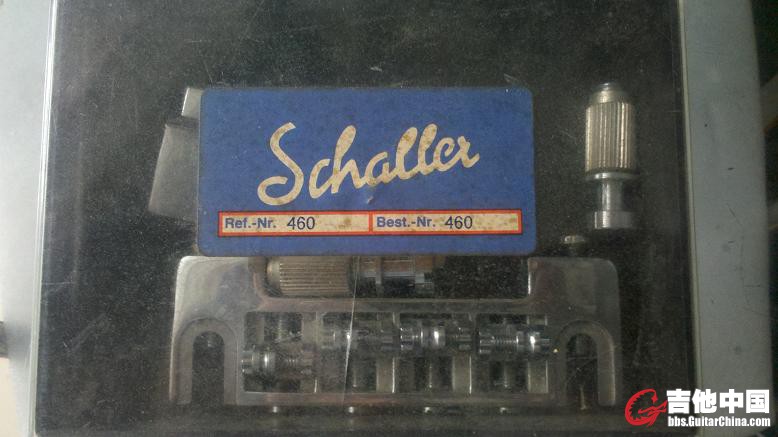 Schaller
Ref.-Nr. 460 Best.-Nr. 460
吉他中国
bbs.GuitarChina.com